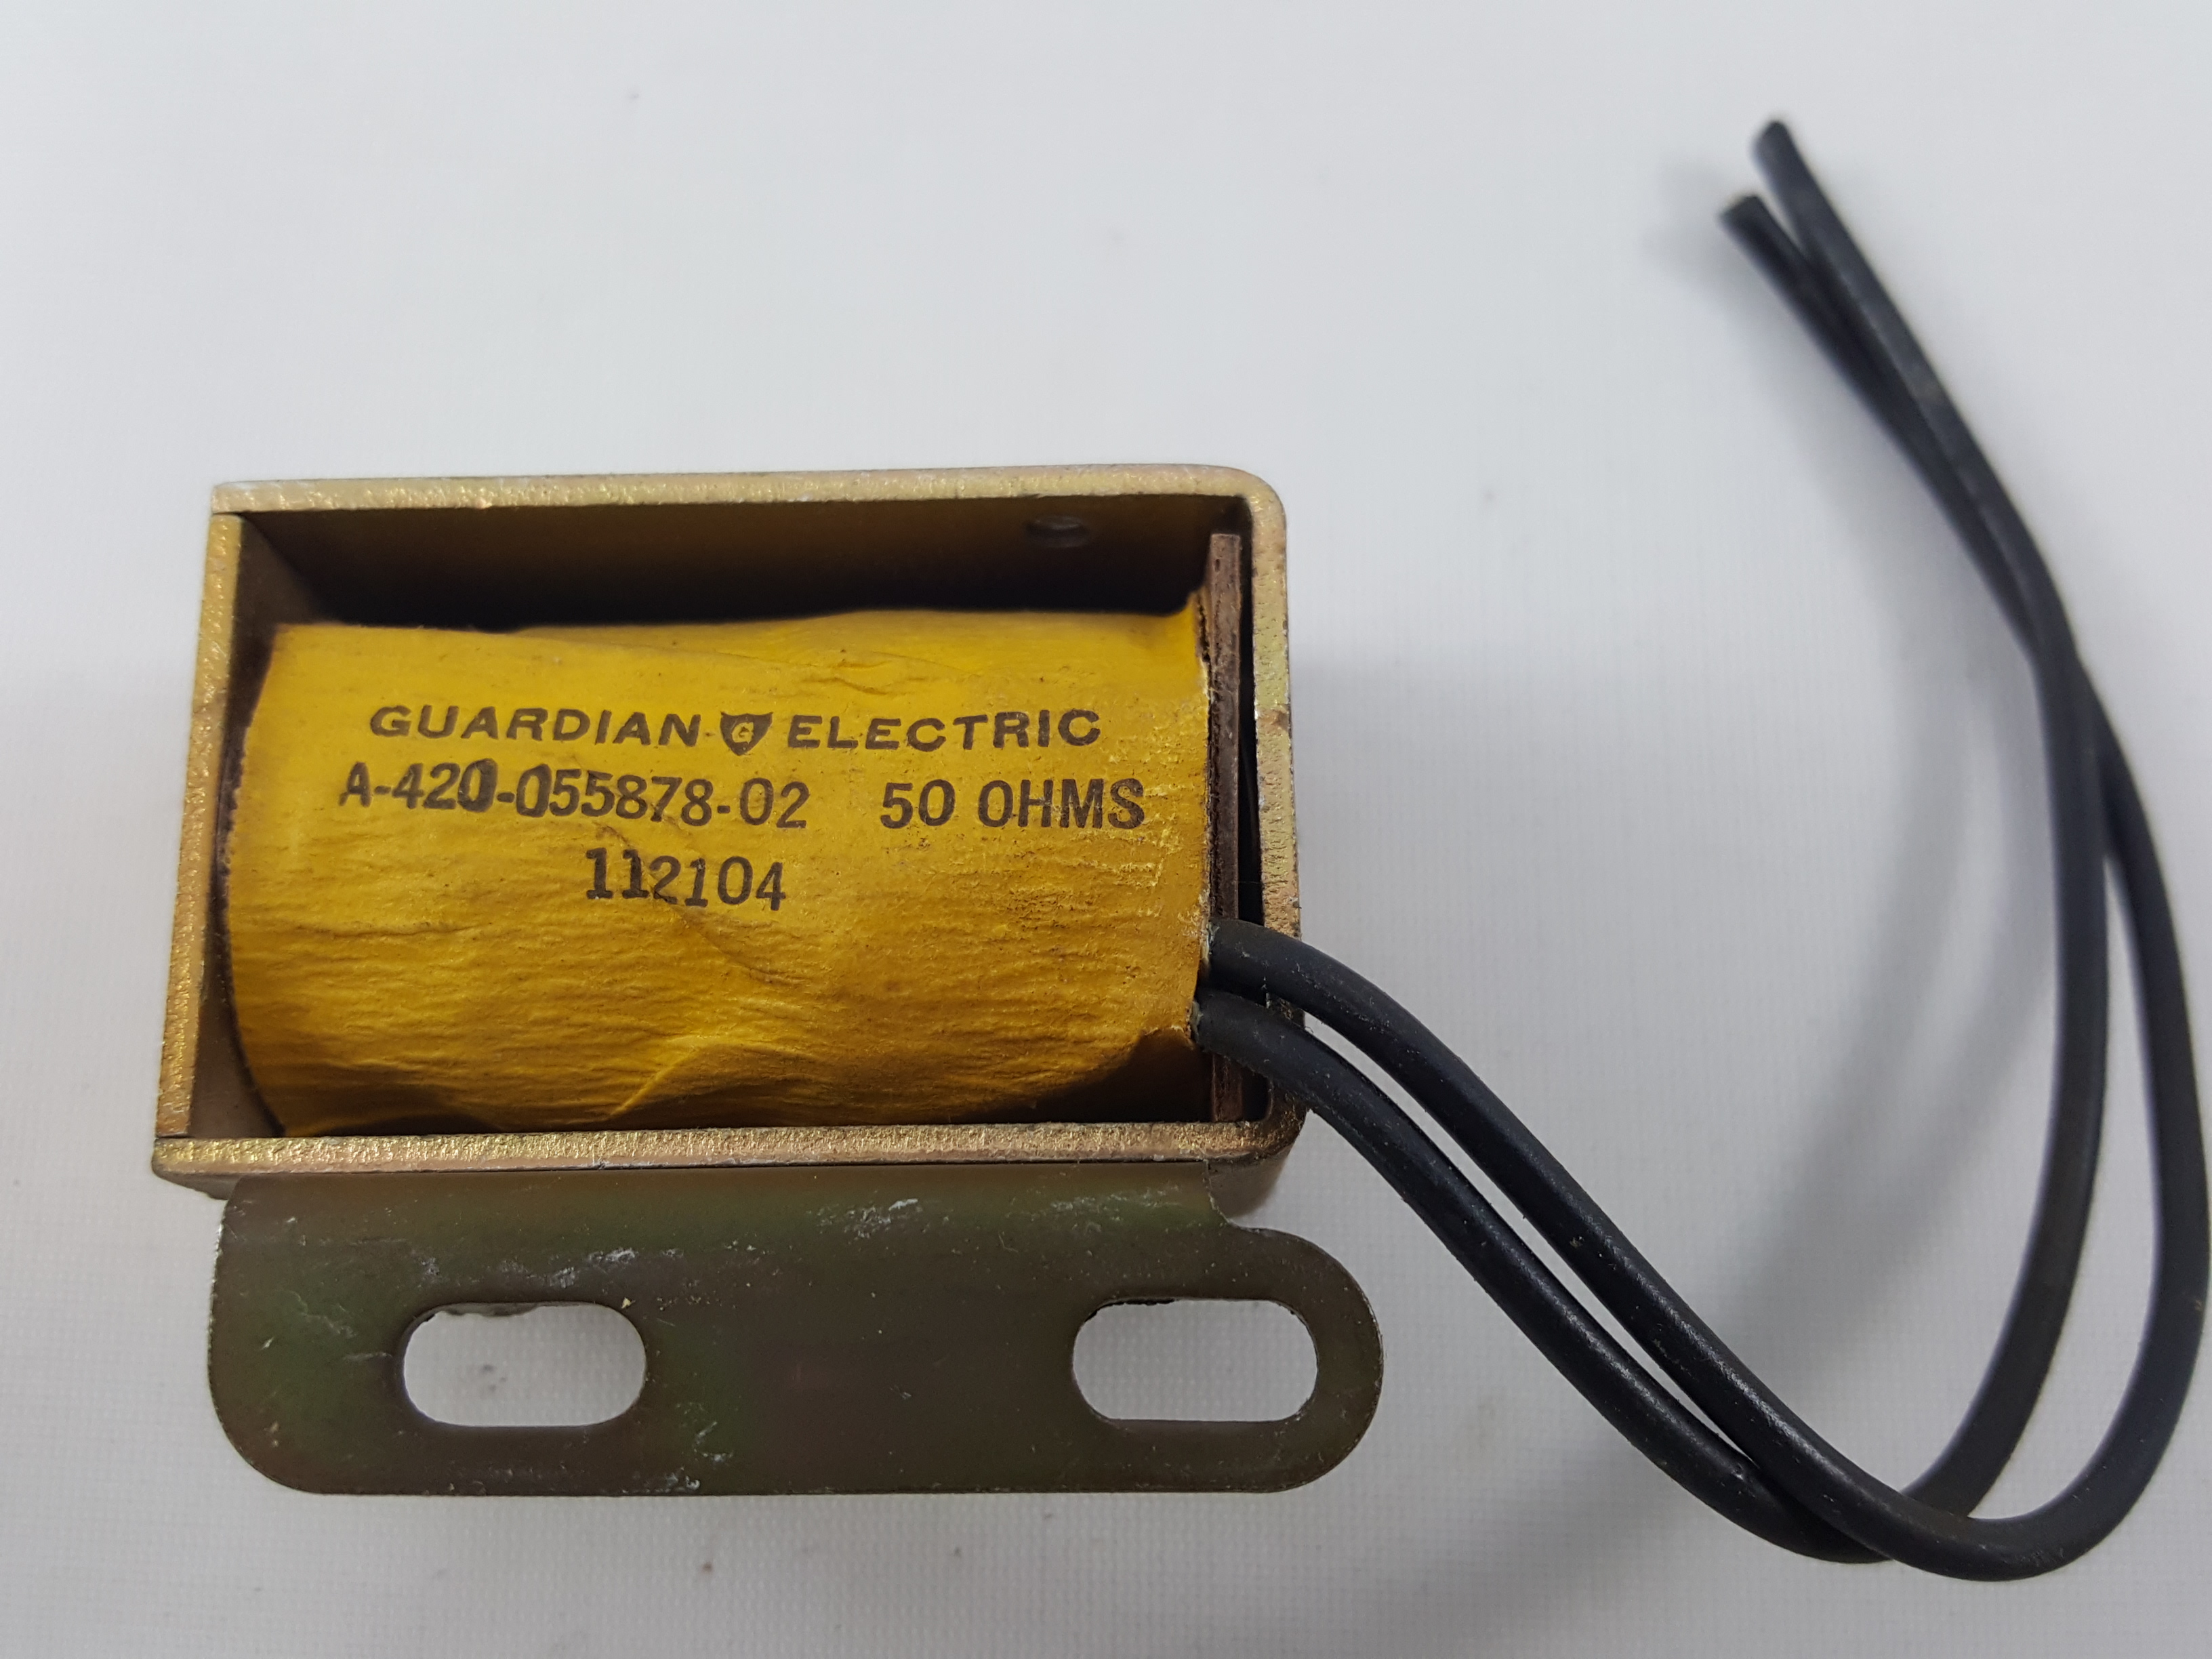 GUARDIAN G ELECTRIC
A-420-055878-02 50 OHMS
112104